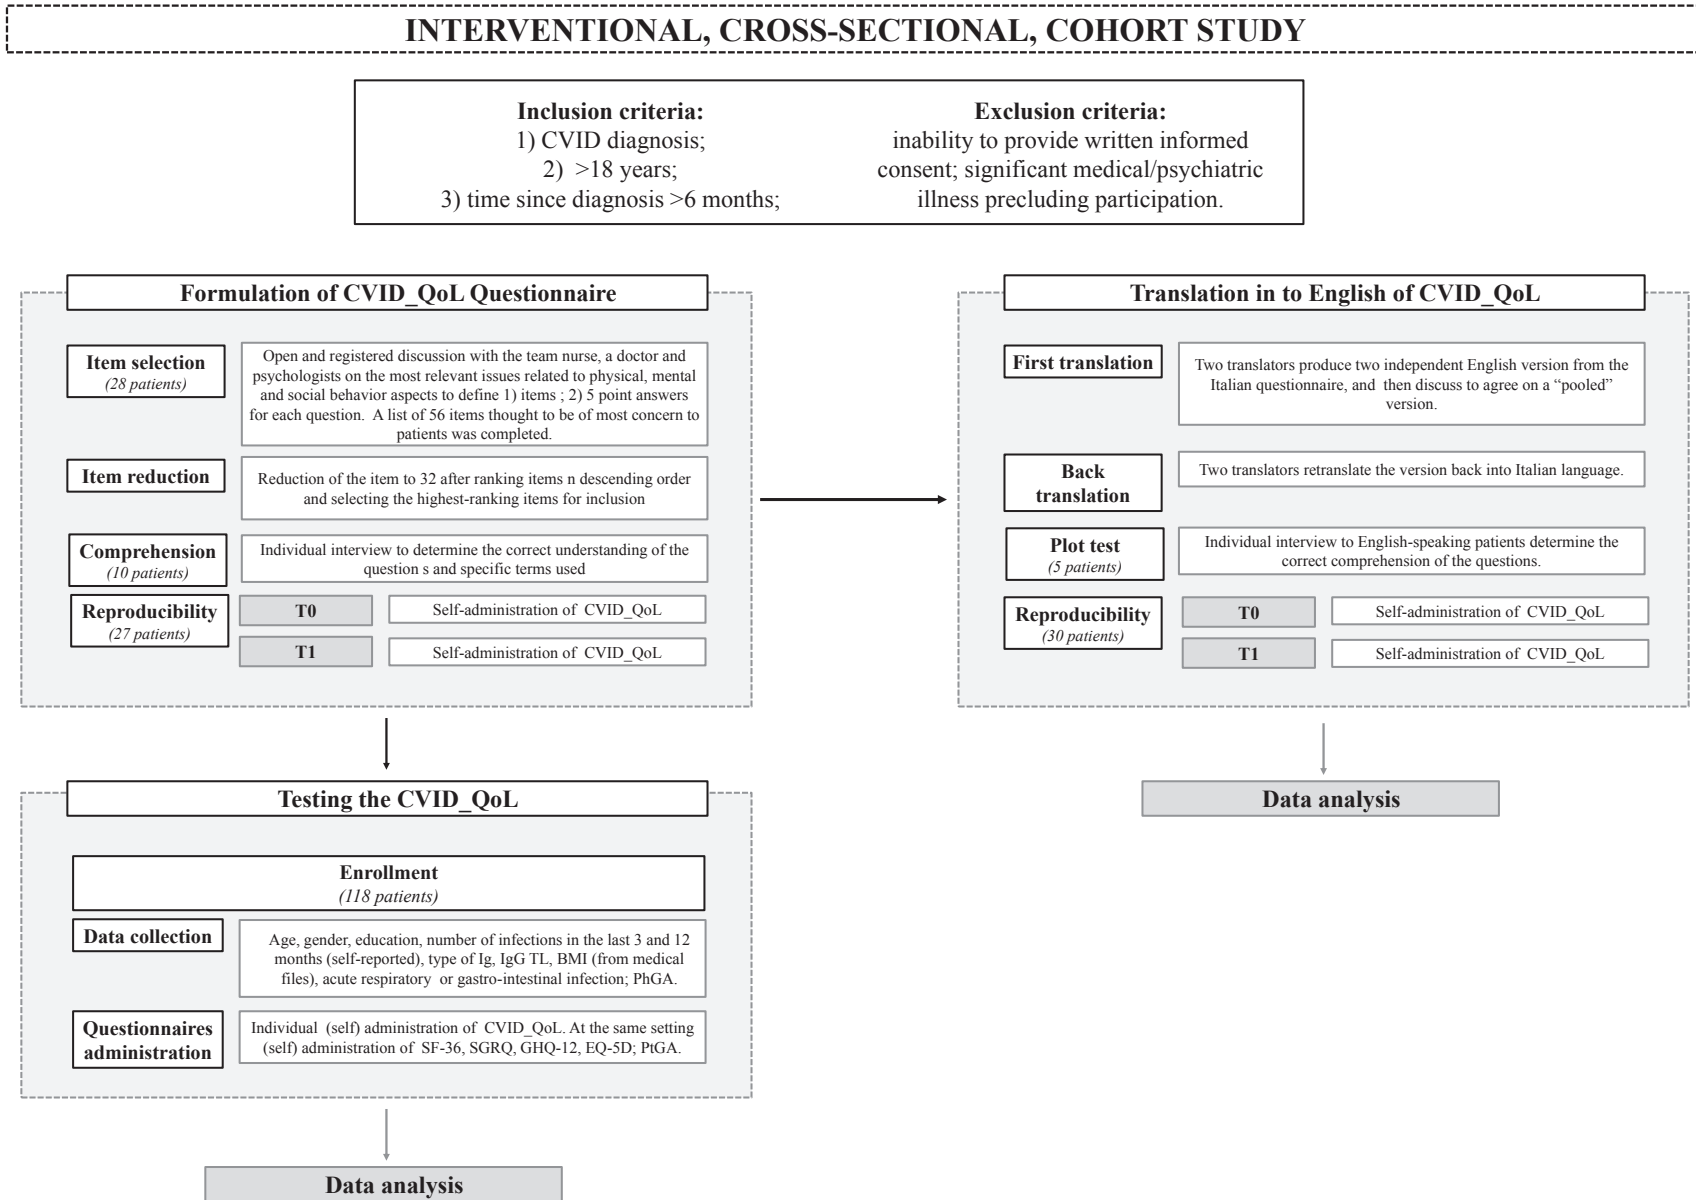 INTERVENTIONAL, CROSS-SECTIONAL, COHORT STUDY
Inclusion criteria:
1) CVID diagnosis;
2) >18 years;
3) time since diagnosis >6 months;
Exclusion criteria:
inability to provide written informed
consent; significant medical/psychiatric
illness precluding participation.
Formulation of CVID_QoL Questionnaire
Item selection
(28 patients)
Open and registered discussion with the team nurse, a doctor and
psychologists on the most relevant issues related to physical, mental
and social behavior aspects to define 1) items ; 2) 5 point answers
for each question. A list of 56 items thought to be of most concern to
patients was completed.
Item reduction
Reduction of the item to 32 after ranking items n descending order
and selecting the highest-ranking items for inclusion
Comprehension
(10 patients)
Individual interview to determine the correct understanding of the
question s and specific terms used
Reproducibility
(27 patients)
T0
Self-administration of CVID_QoL
T1
Self-administration of CVID_QoL
Translation in to English of CVID_QoL
First translation
Two translators produce two independent English version from the
Italian questionnaire, and then discuss to agree on a “pooled”
version.
Back
translation
Two translators retranslate the version back into Italian language.
Plot test
(5 patients)
Individual interview to English-speaking patients determine the
correct comprehension of the questions.
Reproducibility
(30 patients)
T0
Self-administration of CVID_QoL
T1
Self-administration of CVID_QoL
Data analysis
Testing the CVID_QoL
Enrollment
(118 patients)
Data collection
Age, gender, education, number of infections in the last 3 and 12
months (self-reported), type of Ig, IgG TL, BMI (from medical
files), acute respiratory or gastro-intestinal infection; PhGA.
Questionnaires
administration
Individual (self) administration of CVID_QoL. At the same setting
(self) administration of SF-36, SGRQ, GHQ-12, EQ-5D; PtGA.
Data analysis